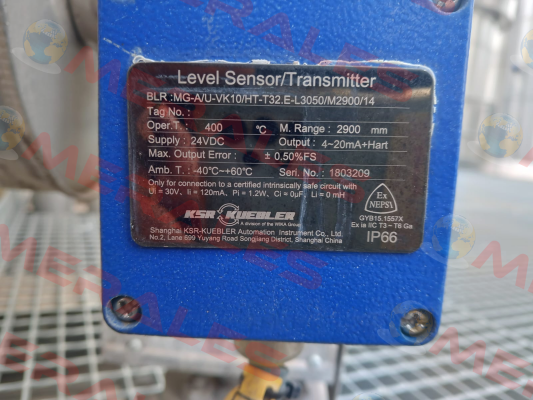 Level Sensor/Transmitter
BLR :MG-A/U-VK10/HT-T32.E-L3050/M2900/14
Tag No. :
Oper.T. : 400 °C M. Range : 2900 mm
Supply : 24VDC Output : 4~20mA+Hart
Max. Output Error : ± 0.50%FS
Amb. T. : -40°C~+60°C Seri. No. : 1803209
Only for connection to a certified intrinsically safe circuit with
Ui = 30V, Ii = 120mA, Pi = 1.2W, Ci = 0μF, Li = 0 mH
Ex
NEPSI
GYB15.1557X
Ex ia IIC T3 ~ T6 Ga
IP66
KSR KUEBLER
A division of the WIKA Group
Shanghai KSR-KUEBLER Automation Instrument Co., Ltd.
No.2, Lane 699 Yuyang Road Songjiang District, Shanghai China
MERALES